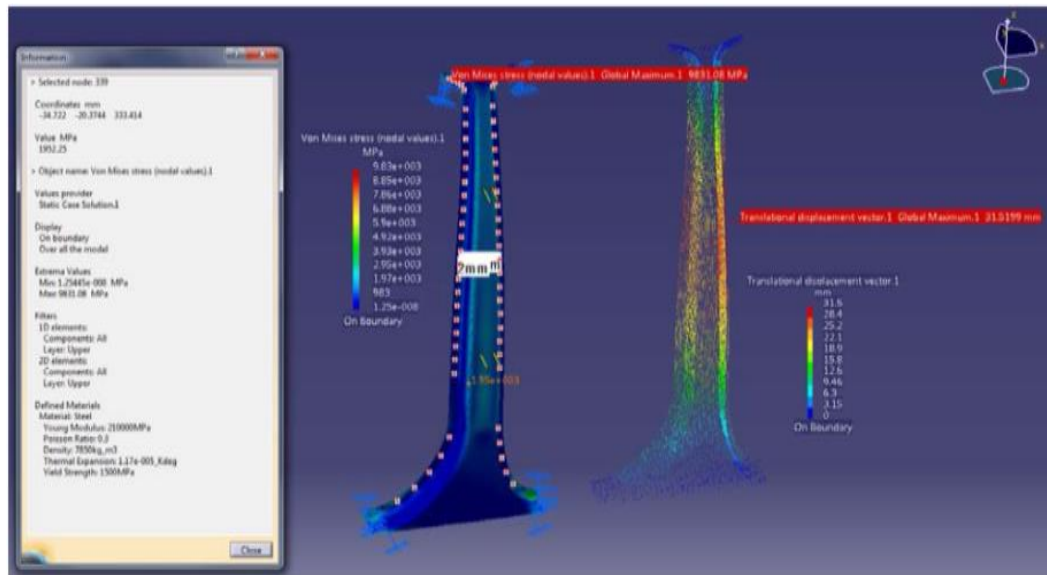 Information
> Selected node: 339
Coordinates mm
-34.722 -20.3744 333.414
Value MPa
1952.25
> Object name: Von Mises stress (nodal values).1
Values provider
Static Case Solution.1
Display
On boundary
Over all the model
Extrema Values
Min: 1.25445e-008 MPa
Max: 9831.08 MPa
Filters
1D elements:
Components: All
Layer: Upper
2D elements:
Components: All
Layer: Upper
Defined Materials
Material: Steel
Young Modulus: 210000MPa
Poisson Ratio: 0.3
Density: 7850kg_m3
Thermal Expansion: 1.17e-005_Kdeg
Yield Strength: 1500MPa
Close
Von Mises stress (nodal values).1 Global Maximum.1 9831.08 MPa
Von Mises stress (nodal values).1
MPa
9.83e+003
8.85e+003
7.86e+003
6.88e+003
5.9e+003
4.92e+003
3.93e+003
2.95e+003
1.97e+003
983
1.25e-008
On Boundary
2mm
1.95e+003
Translational displacement vector.1 Global Maximum.1 31.5199 mm
Translational displacement vector.1
mm
31.5
28.4
25.2
22.1
18.9
15.8
12.6
9.46
6.3
3.15
0
On Boundary